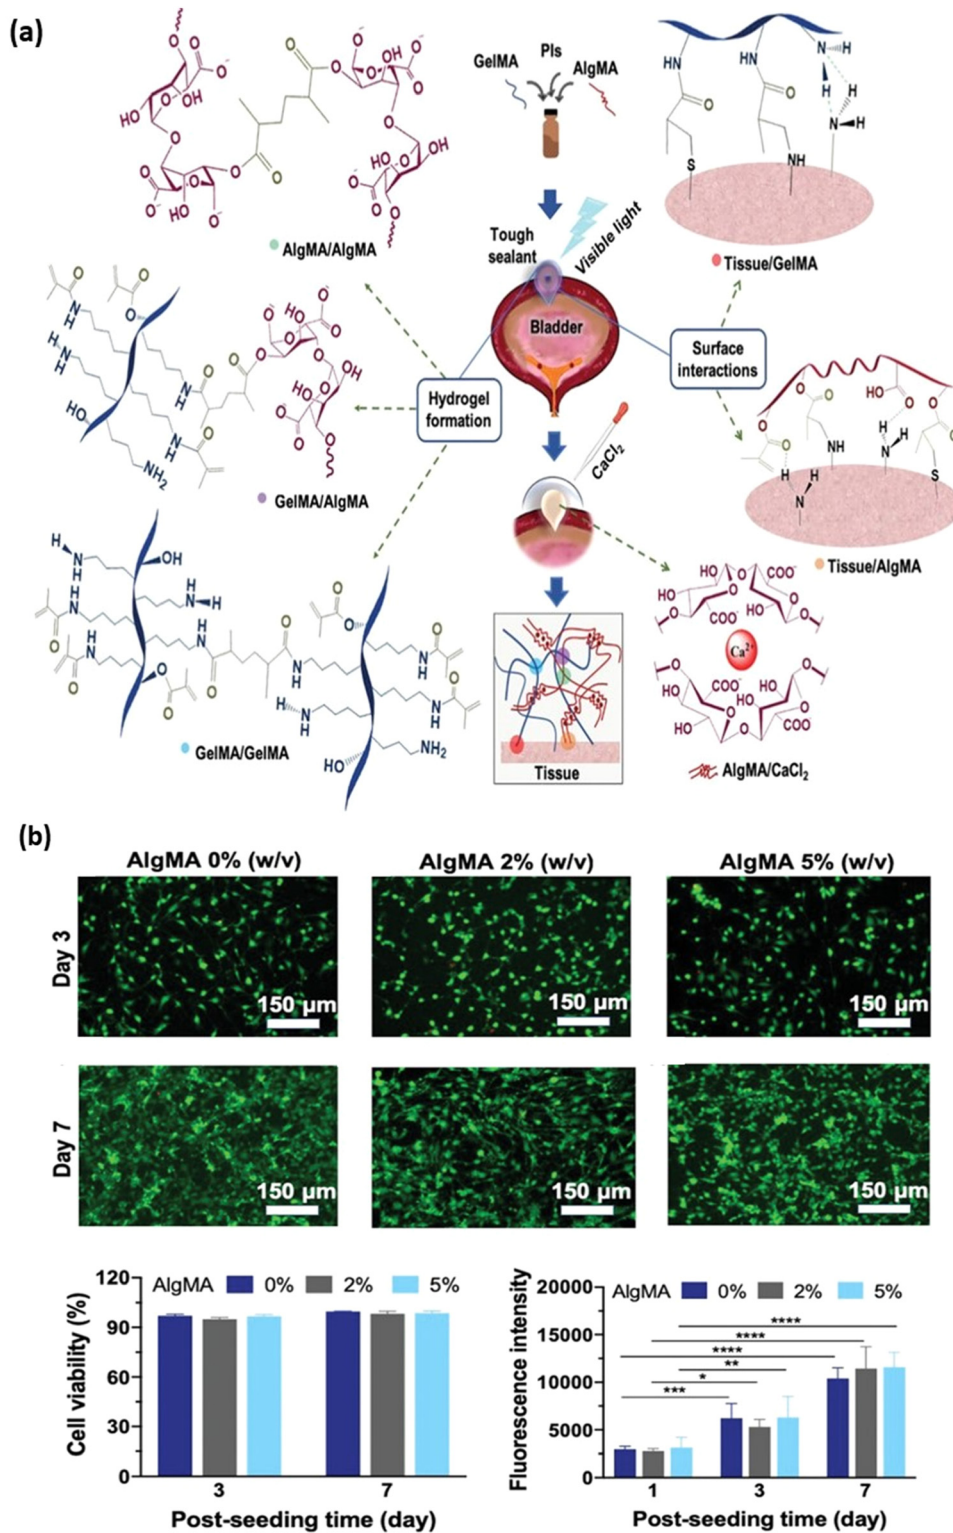 (a)
GelMA
PIs
AlgMA
Tough
sealant
Visible light
Bladder
AlgMA/AlgMA
Tissue/GelMA
Hydrogel
formation
Surface
interactions
GelMA/AlgMA
CaCl2
Tissue/AlgMA
GelMA/GelMA
Ca2+
Tissue
AlgMA/CaCl2
(b)
AlgMA 0% (w/v)
AlgMA 2% (w/v)
AlgMA 5% (w/v)
Day 3
150 µm
150 µm
150 µm
Day 7
150 µm
150 µm
150 µm
AlgMA 0% 2% 5%
Cell viability (%)
120
90
60
30
0
3 7
Post-seeding time (day)
AlgMA 0% 2% 5%
Fluorescence intensity
20000
15000
10000
5000
0
****
****
****
**
*
***
1 3 7
Post-seeding time (day)